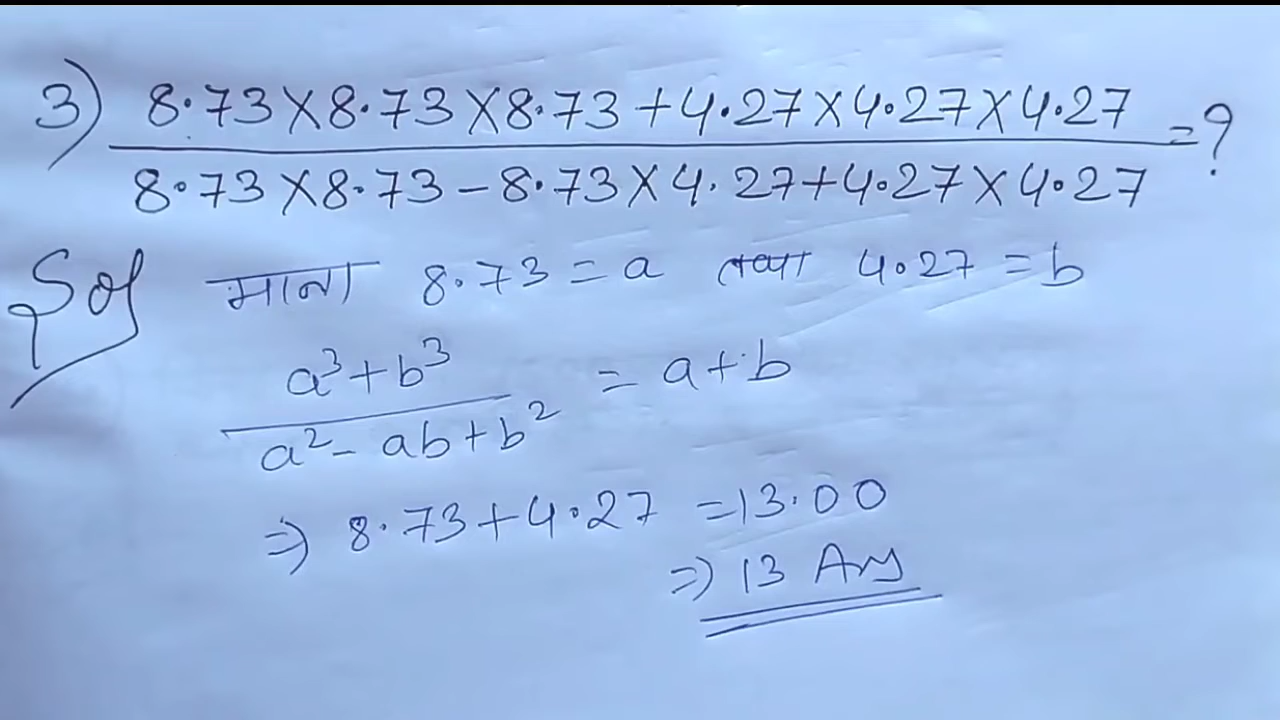 3) 8.73×8.73×8.73+4.27×4.27×4.27
8.73×8.73-8.73×4.27+4.27×4.27 = ?
Sol माना 8.73=a तथा 4.27=b
a³+b³
a²-ab+b² = a+b
⇒ 8.73+4.27 =13.00
⇒ 13 Ans